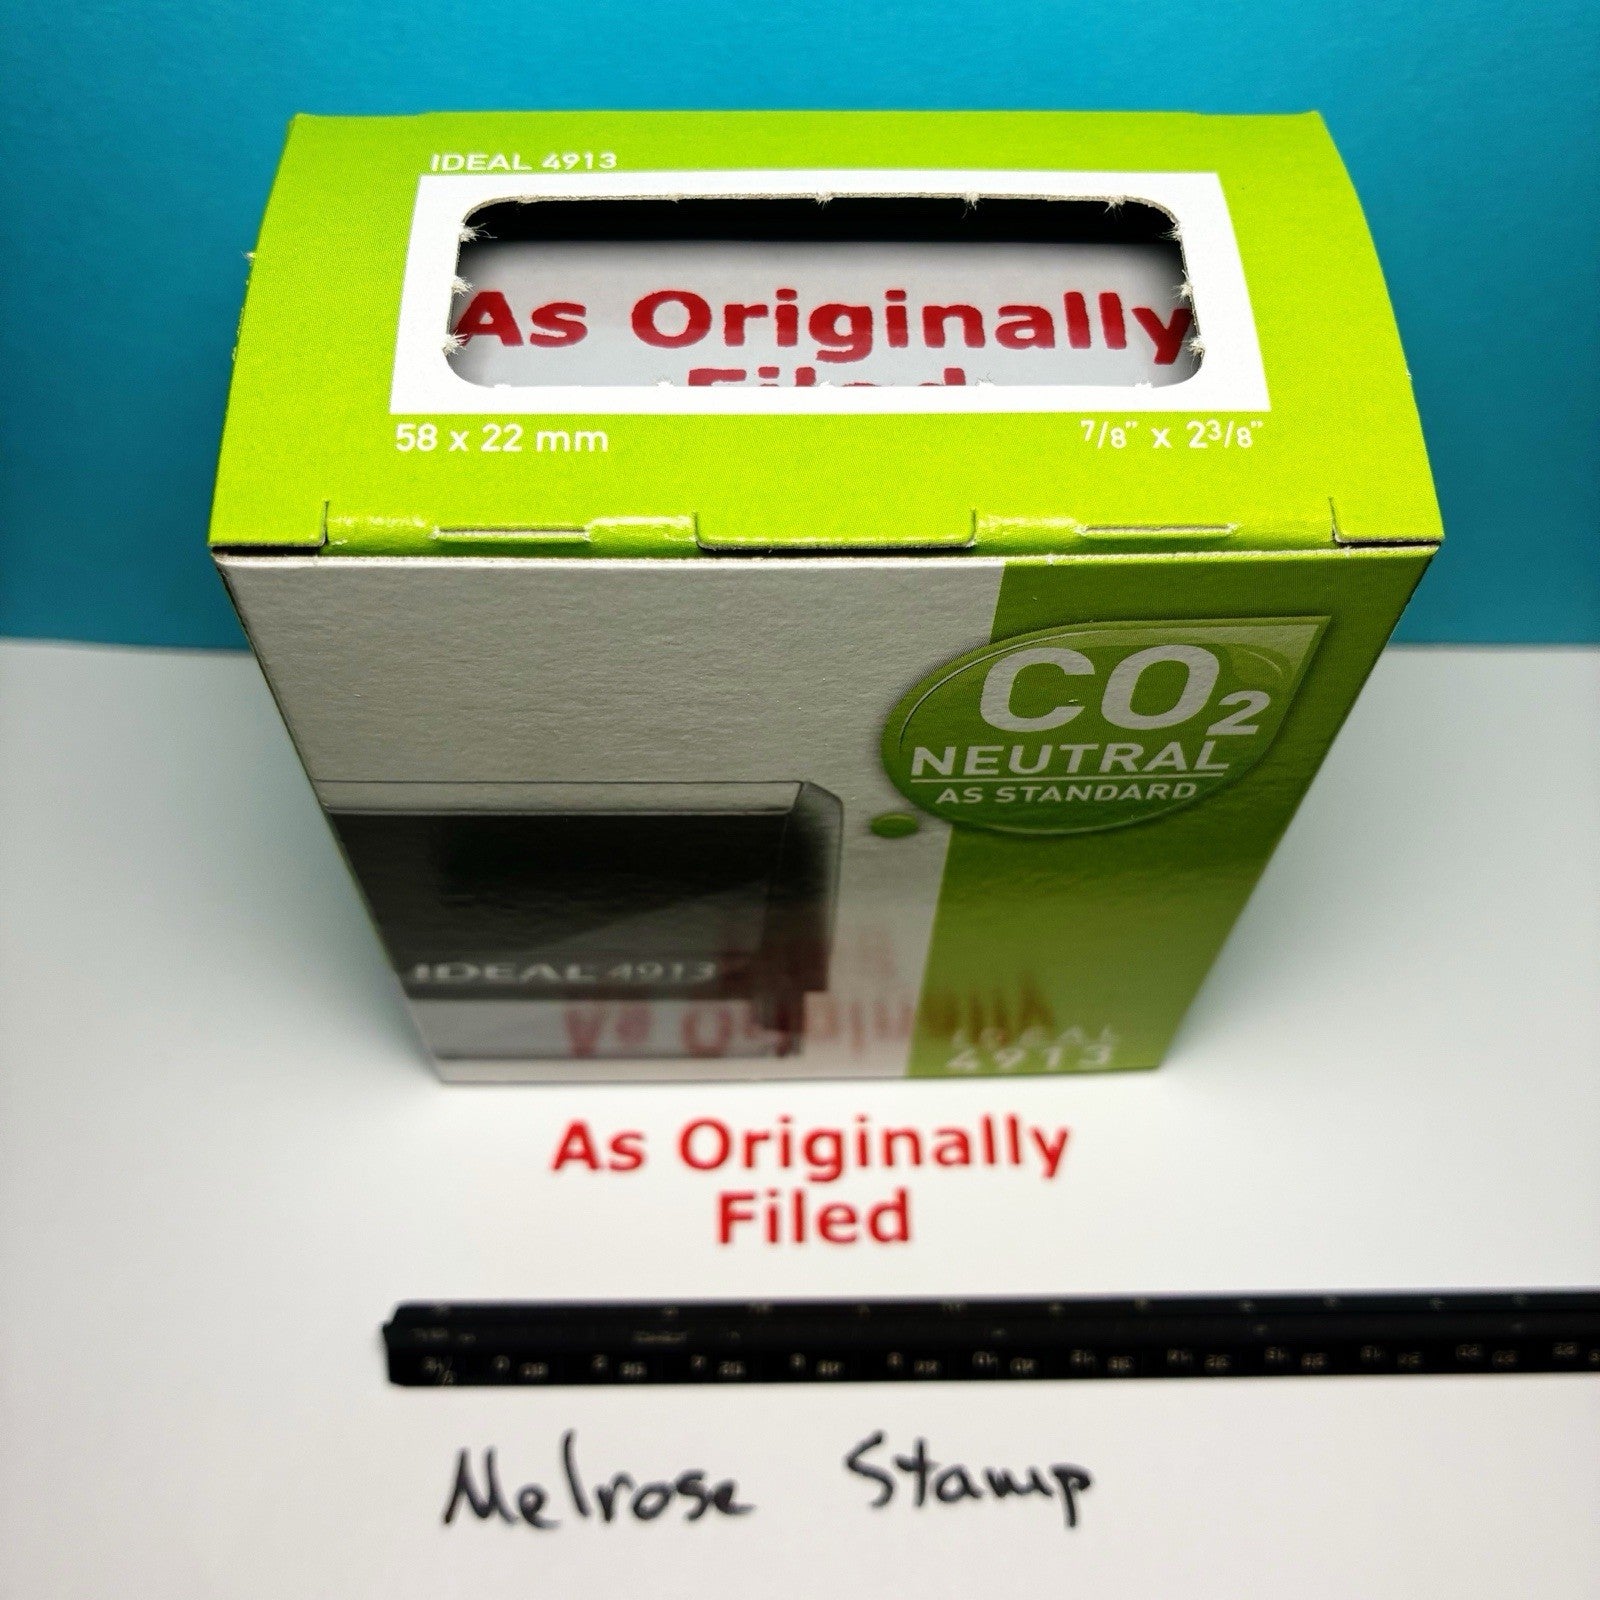 IDEAL 4913
As Originally
Filed
58 x 22 mm
7/8" x 2 3/8"
CO2
NEUTRAL
AS STANDARD
IDEAL 4913
IDEAL
4913
As Originally
Filed
Melrose Stamp